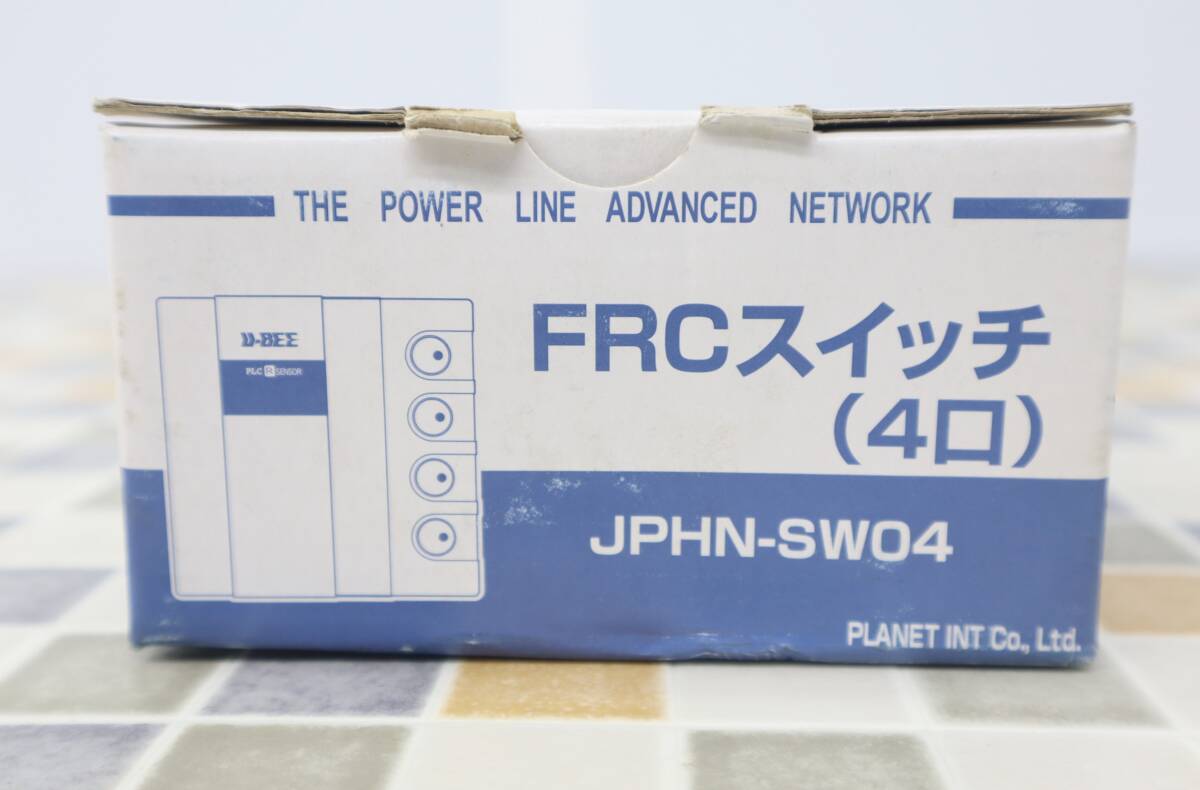 THE POWER LINE ADVANCED NETWORK
FRCスイッチ
(4口)
U-BEE
PLC R SENSOR
JPHN-SW04
PLANET INT Co., Ltd.